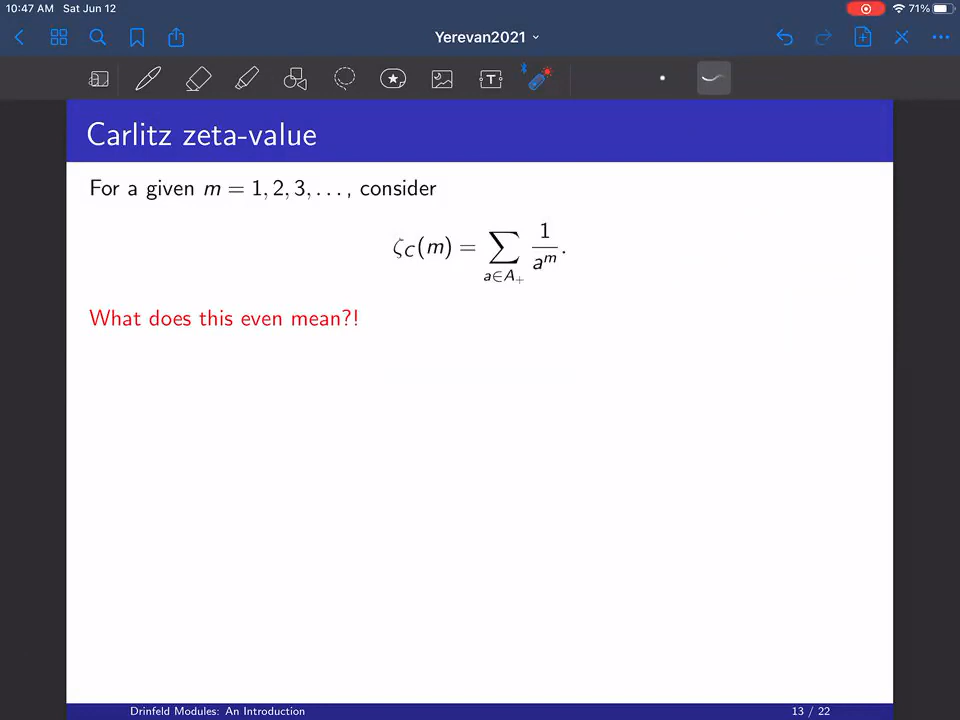 10:47 AM Sat Jun 12
71%
Yerevan2021
T
Carlitz zeta-value
For a given m = 1, 2, 3, . . . , consider
ζ_C(m) = ∑_{a∈A_+} 1/a^m.
What does this even mean?!
Drinfeld Modules: An Introduction
13 / 22